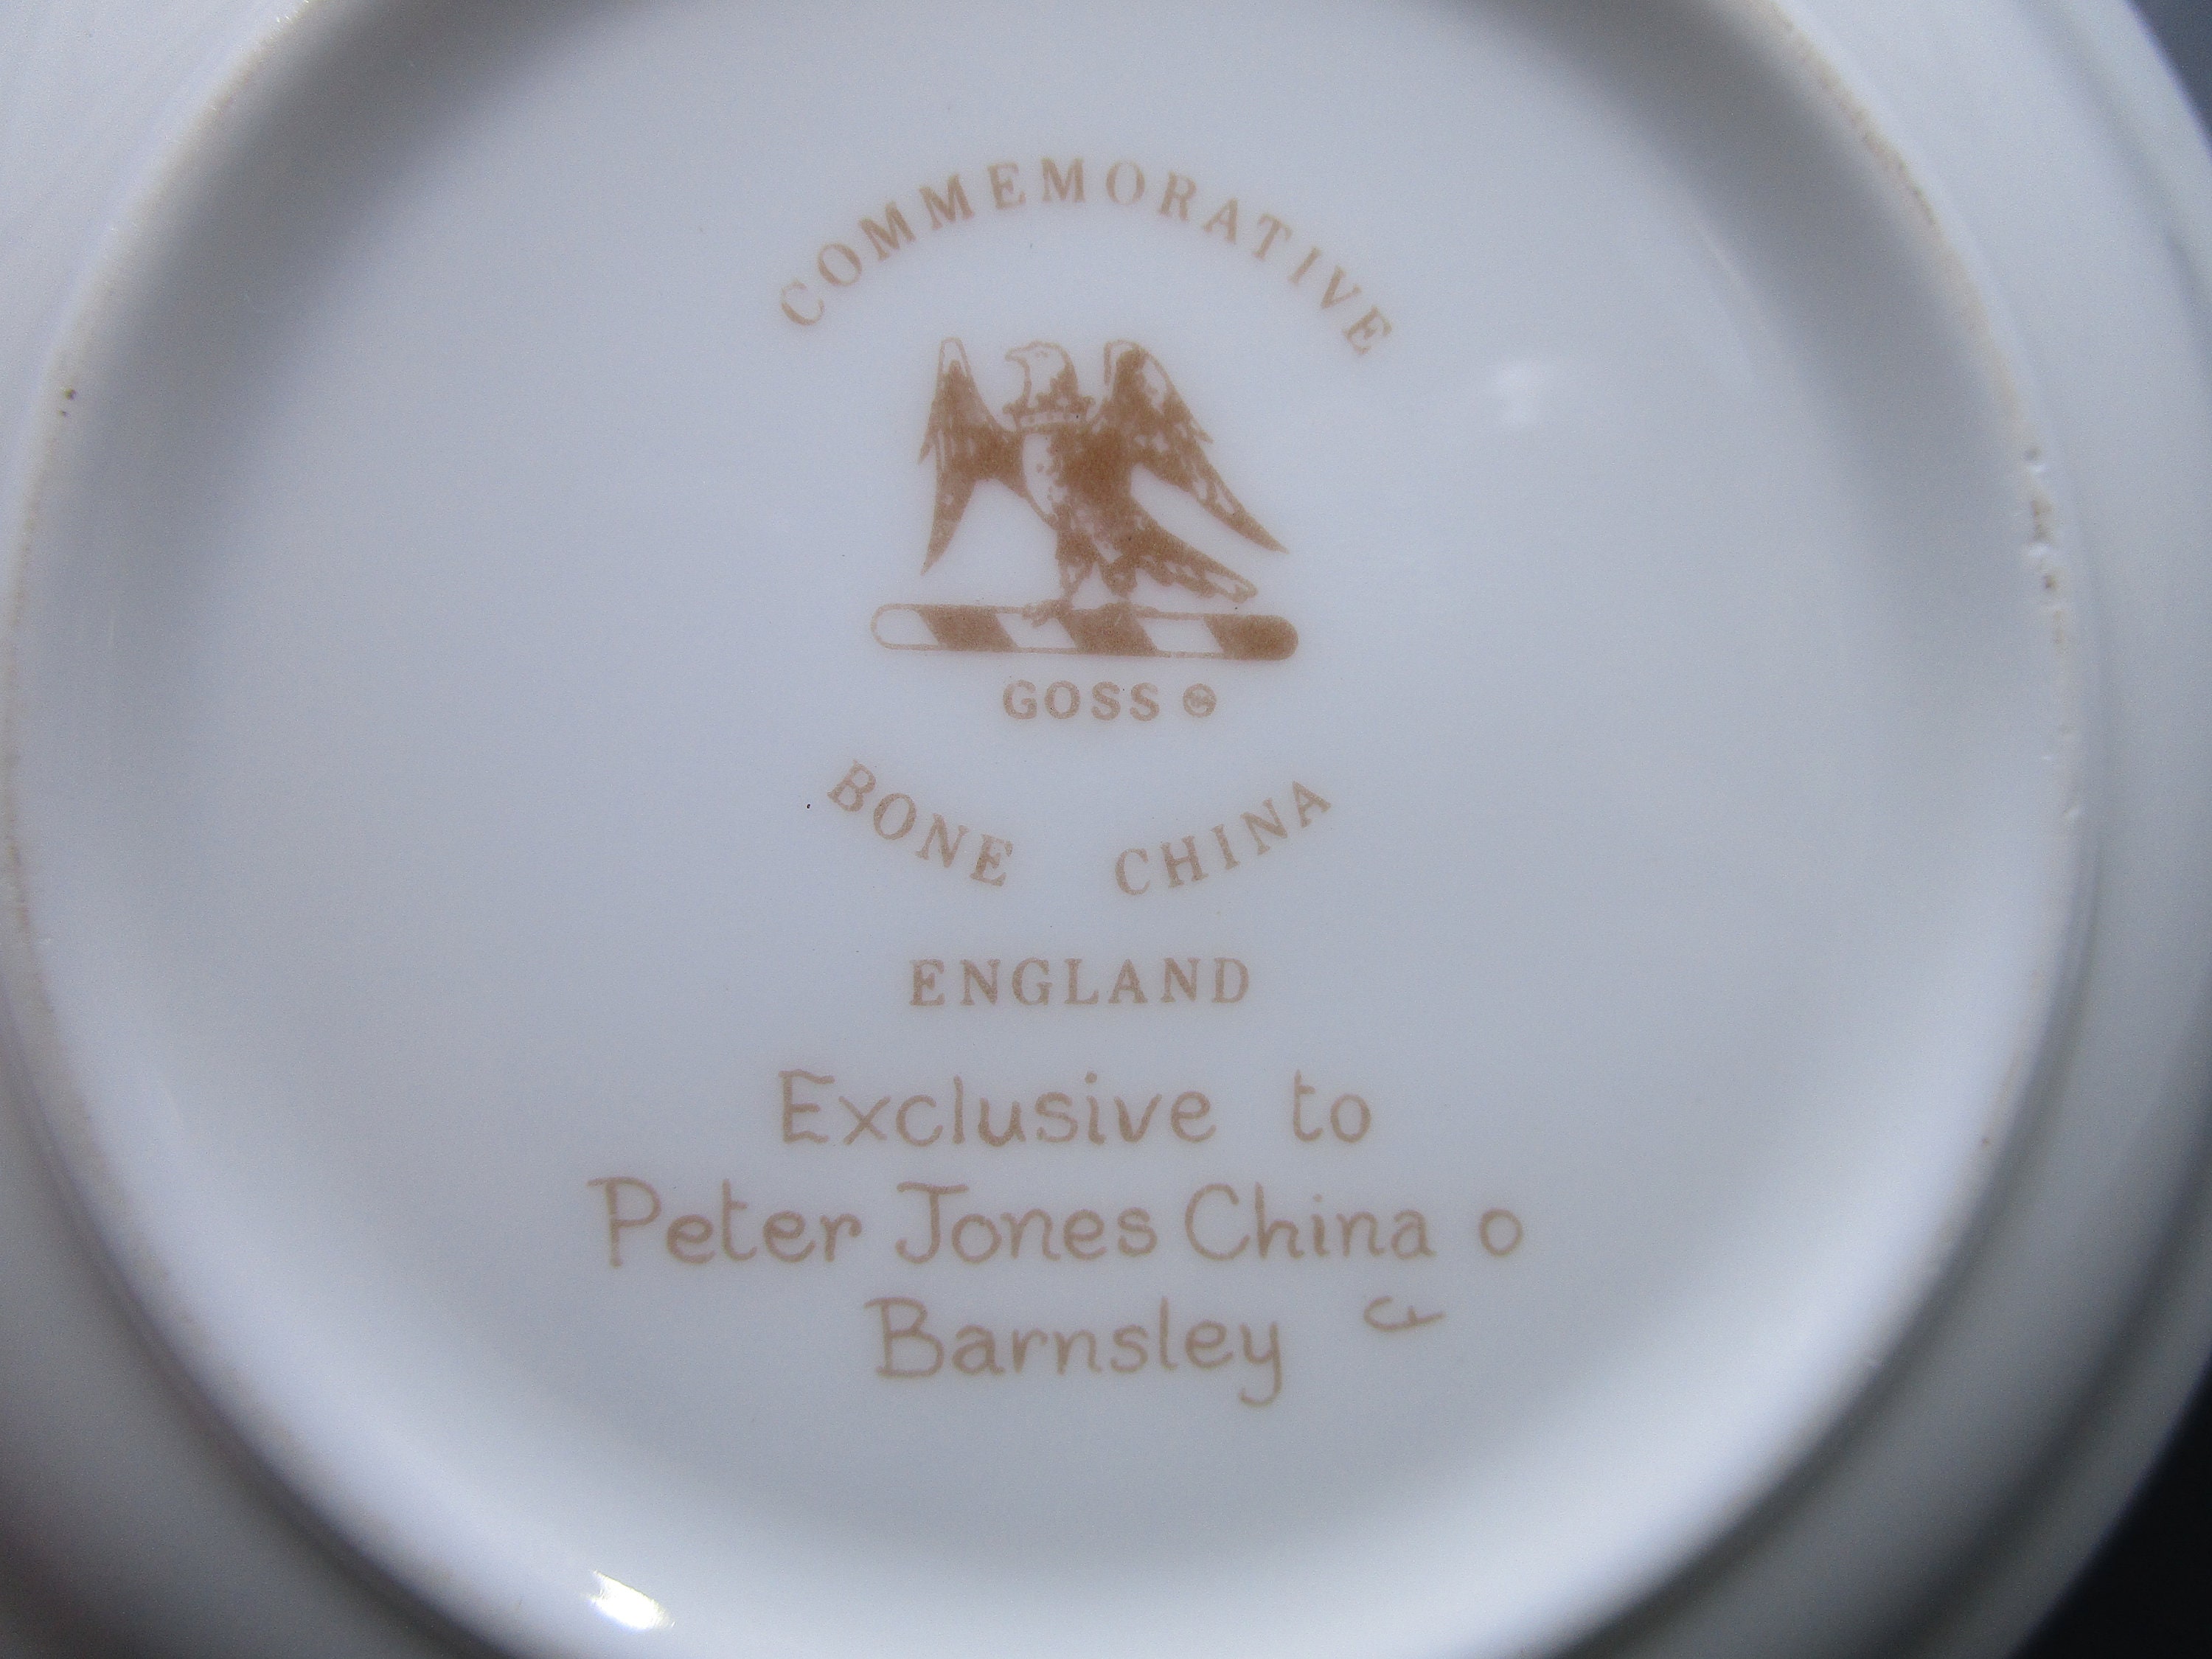 COMMEMORATIVE
GOSS
BONE CHINA
ENGLAND
Exclusive to
Peter Jones China o
Barnsley